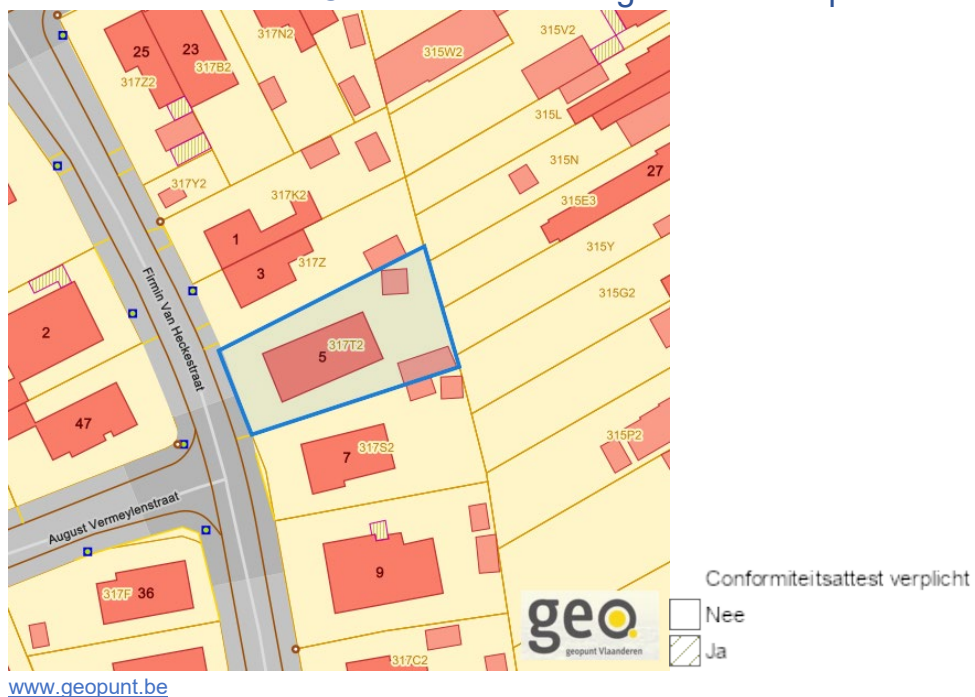 315V2
317N2
25
23
315W2
317B2
317Z2
315L
315N
27
317Y2
317K2
315E3
1
315Y
3
317Z
315G2
Firmin Van Heckestraat
2
5
317T2
47
7
317S2
315P2
August Vermeylenstraat
9
317F
36
317C2
geo
geopunt Vlaanderen
Conformiteitsattest verplicht
Nee
Ja
www.geopunt.be